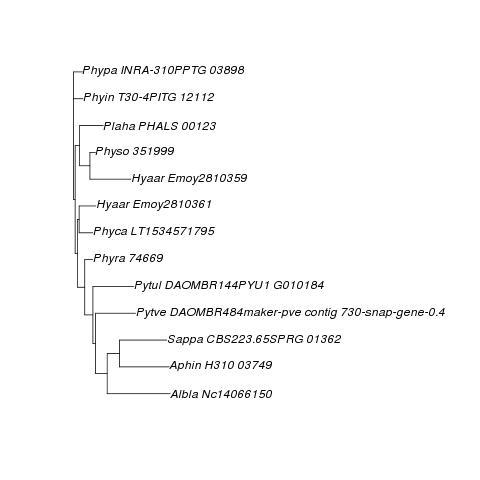 Phypa INRA-310PPTG 03898
Phyin T30-4PITG 12112
Plaha PHALS 00123
Physo 351999
Hyaar Emoy2810359
Hyaar Emoy2810361
Phyca LT1534571795
Phyra 74669
Pytul DAOMBR144PYU1 G010184
Pytve DAOMBR484maker-pve contig 730-snap-gene-0.4
Sappa CBS223.65SPRG 01362
Aphin H310 03749
Albla Nc14066150